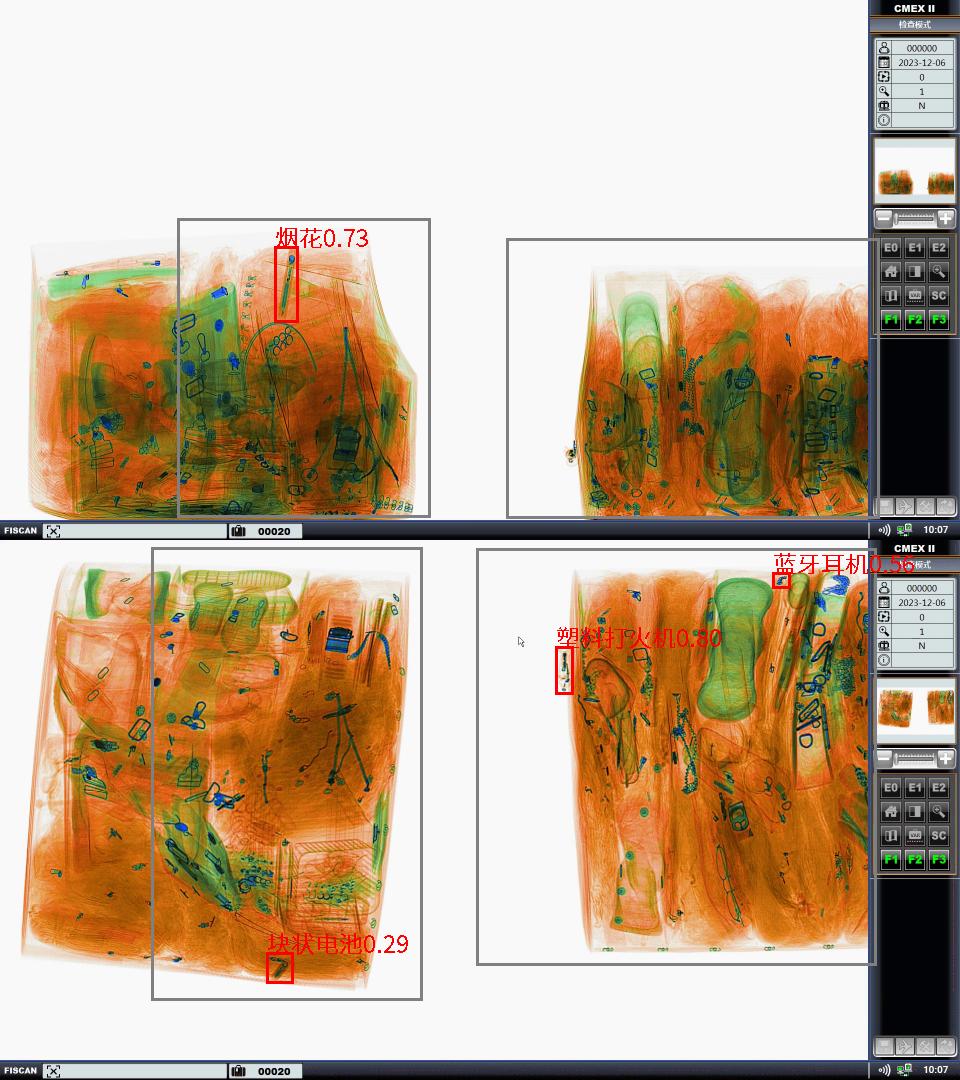 CMEX II
检查模式
000000
2023-12-06
0
1
N
烟花0.73
E0 E1 E2
SC
F1 F2 F3
FISCAN
00020
10:07
CMEX II
蓝牙耳机0.56
模式
000000
2023-12-06
0
1
N
塑料打火机0.80
E0 E1 E2
SC
F1 F2 F3
块状电池0.29
FISCAN
00020
10:07